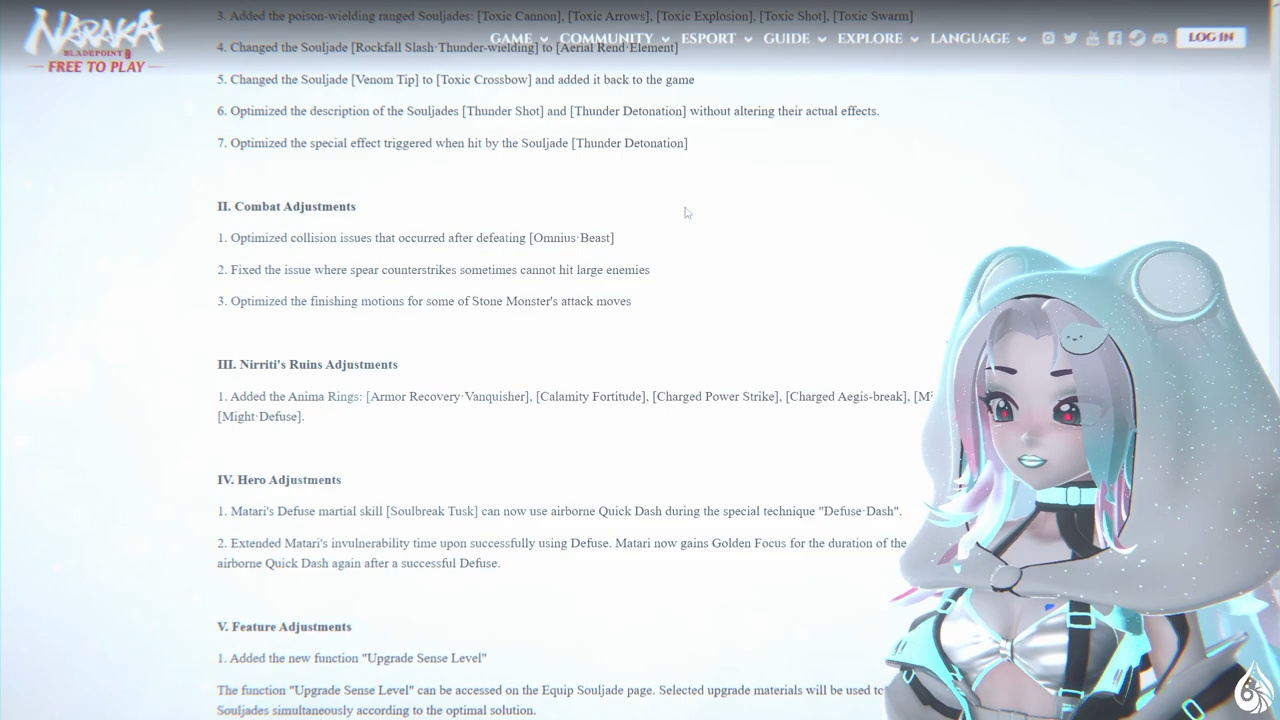 3. Added the poison-wielding ranged Souljades: [Toxic Cannon], [Toxic Arrows], [Toxic Explosion], [Toxic Shot], [Toxic Swarm]
NARAKA
BLADEPOINT
FREE TO PLAY
GAME COMMUNITY ESPORT GUIDE EXPLORE LANGUAGE LOG IN
4. Changed the Souljade [Rockfall Slash·Thunder-wielding] to [Aerial Rend·Element]
5. Changed the Souljade [Venom Tip] to [Toxic Crossbow] and added it back to the game
6. Optimized the description of the Souljades [Thunder Shot] and [Thunder Detonation] without altering their actual effects.
7. Optimized the special effect triggered when hit by the Souljade [Thunder Detonation]
II. Combat Adjustments
1. Optimized collision issues that occurred after defeating [Omnius·Beast]
2. Fixed the issue where spear counterstrikes sometimes cannot hit large enemies
3. Optimized the finishing motions for some of Stone Monster's attack moves
III. Nirriti's Ruins Adjustments
1. Added the Anima Rings: [Armor Recovery·Vanquisher], [Calamity Fortitude], [Charged Power Strike], [Charged Aegis-break],
[Might·Defuse].
IV. Hero Adjustments
1. Matari's Defuse martial skill [Soulbreak Tusk] can now use airborne Quick Dash during the special technique "Defuse·Dash".
2. Extended Matari's invulnerability time upon successfully using Defuse. Matari now gains Golden Focus for the duration of the
airborne Quick Dash again after a successful Defuse.
V. Feature Adjustments
1. Added the new function "Upgrade Sense Level"
The function "Upgrade Sense Level" can be accessed on the Equip Souljade page. Selected upgrade materials will be used to
Souljades simultaneously according to the optimal solution.